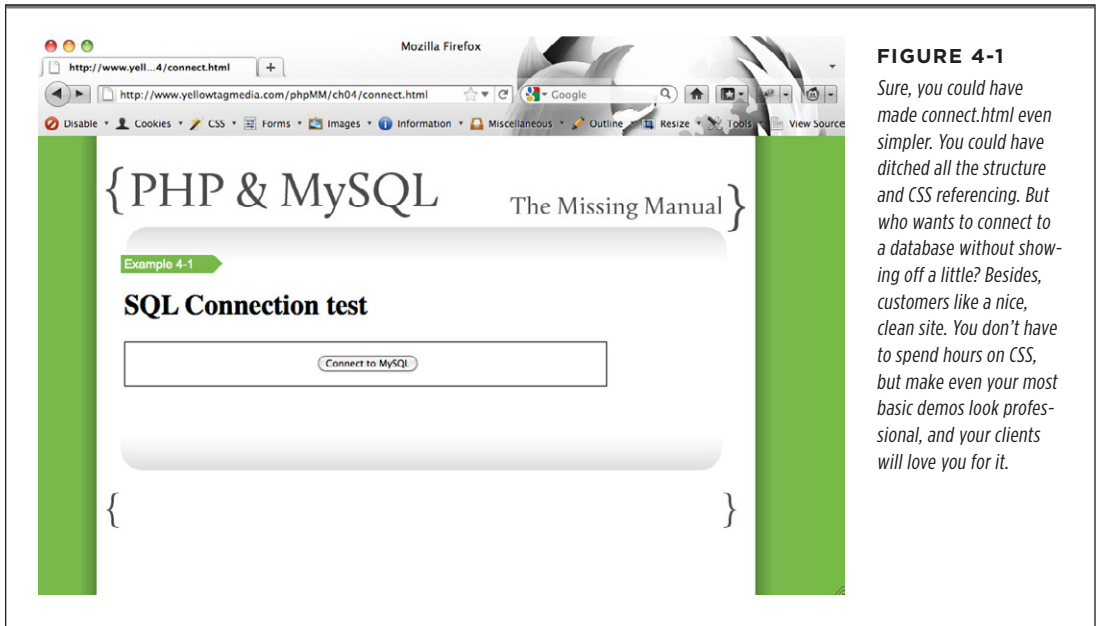 Mozilla Firefox
http://www.yell...4/connect.html
+
http://www.yellowtagmedia.com/phpMM/ch04/connect.html
Google
Disable Cookies CSS Forms Images Information Miscellaneous Outline Resize Tools View Source
{PHP & MySQL The Missing Manual}
Example 4-1
SQL Connection test
Connect to MySQL
{ }
FIGURE 4-1
Sure, you could have
made connect.html even
simpler. You could have
ditched all the structure
and CSS referencing. But
who wants to connect to
a database without show-
ing off a little? Besides,
customers like a nice,
clean site. You don’t have
to spend hours on CSS,
but make even your most
basic demos look profes-
sional, and your clients
will love you for it.